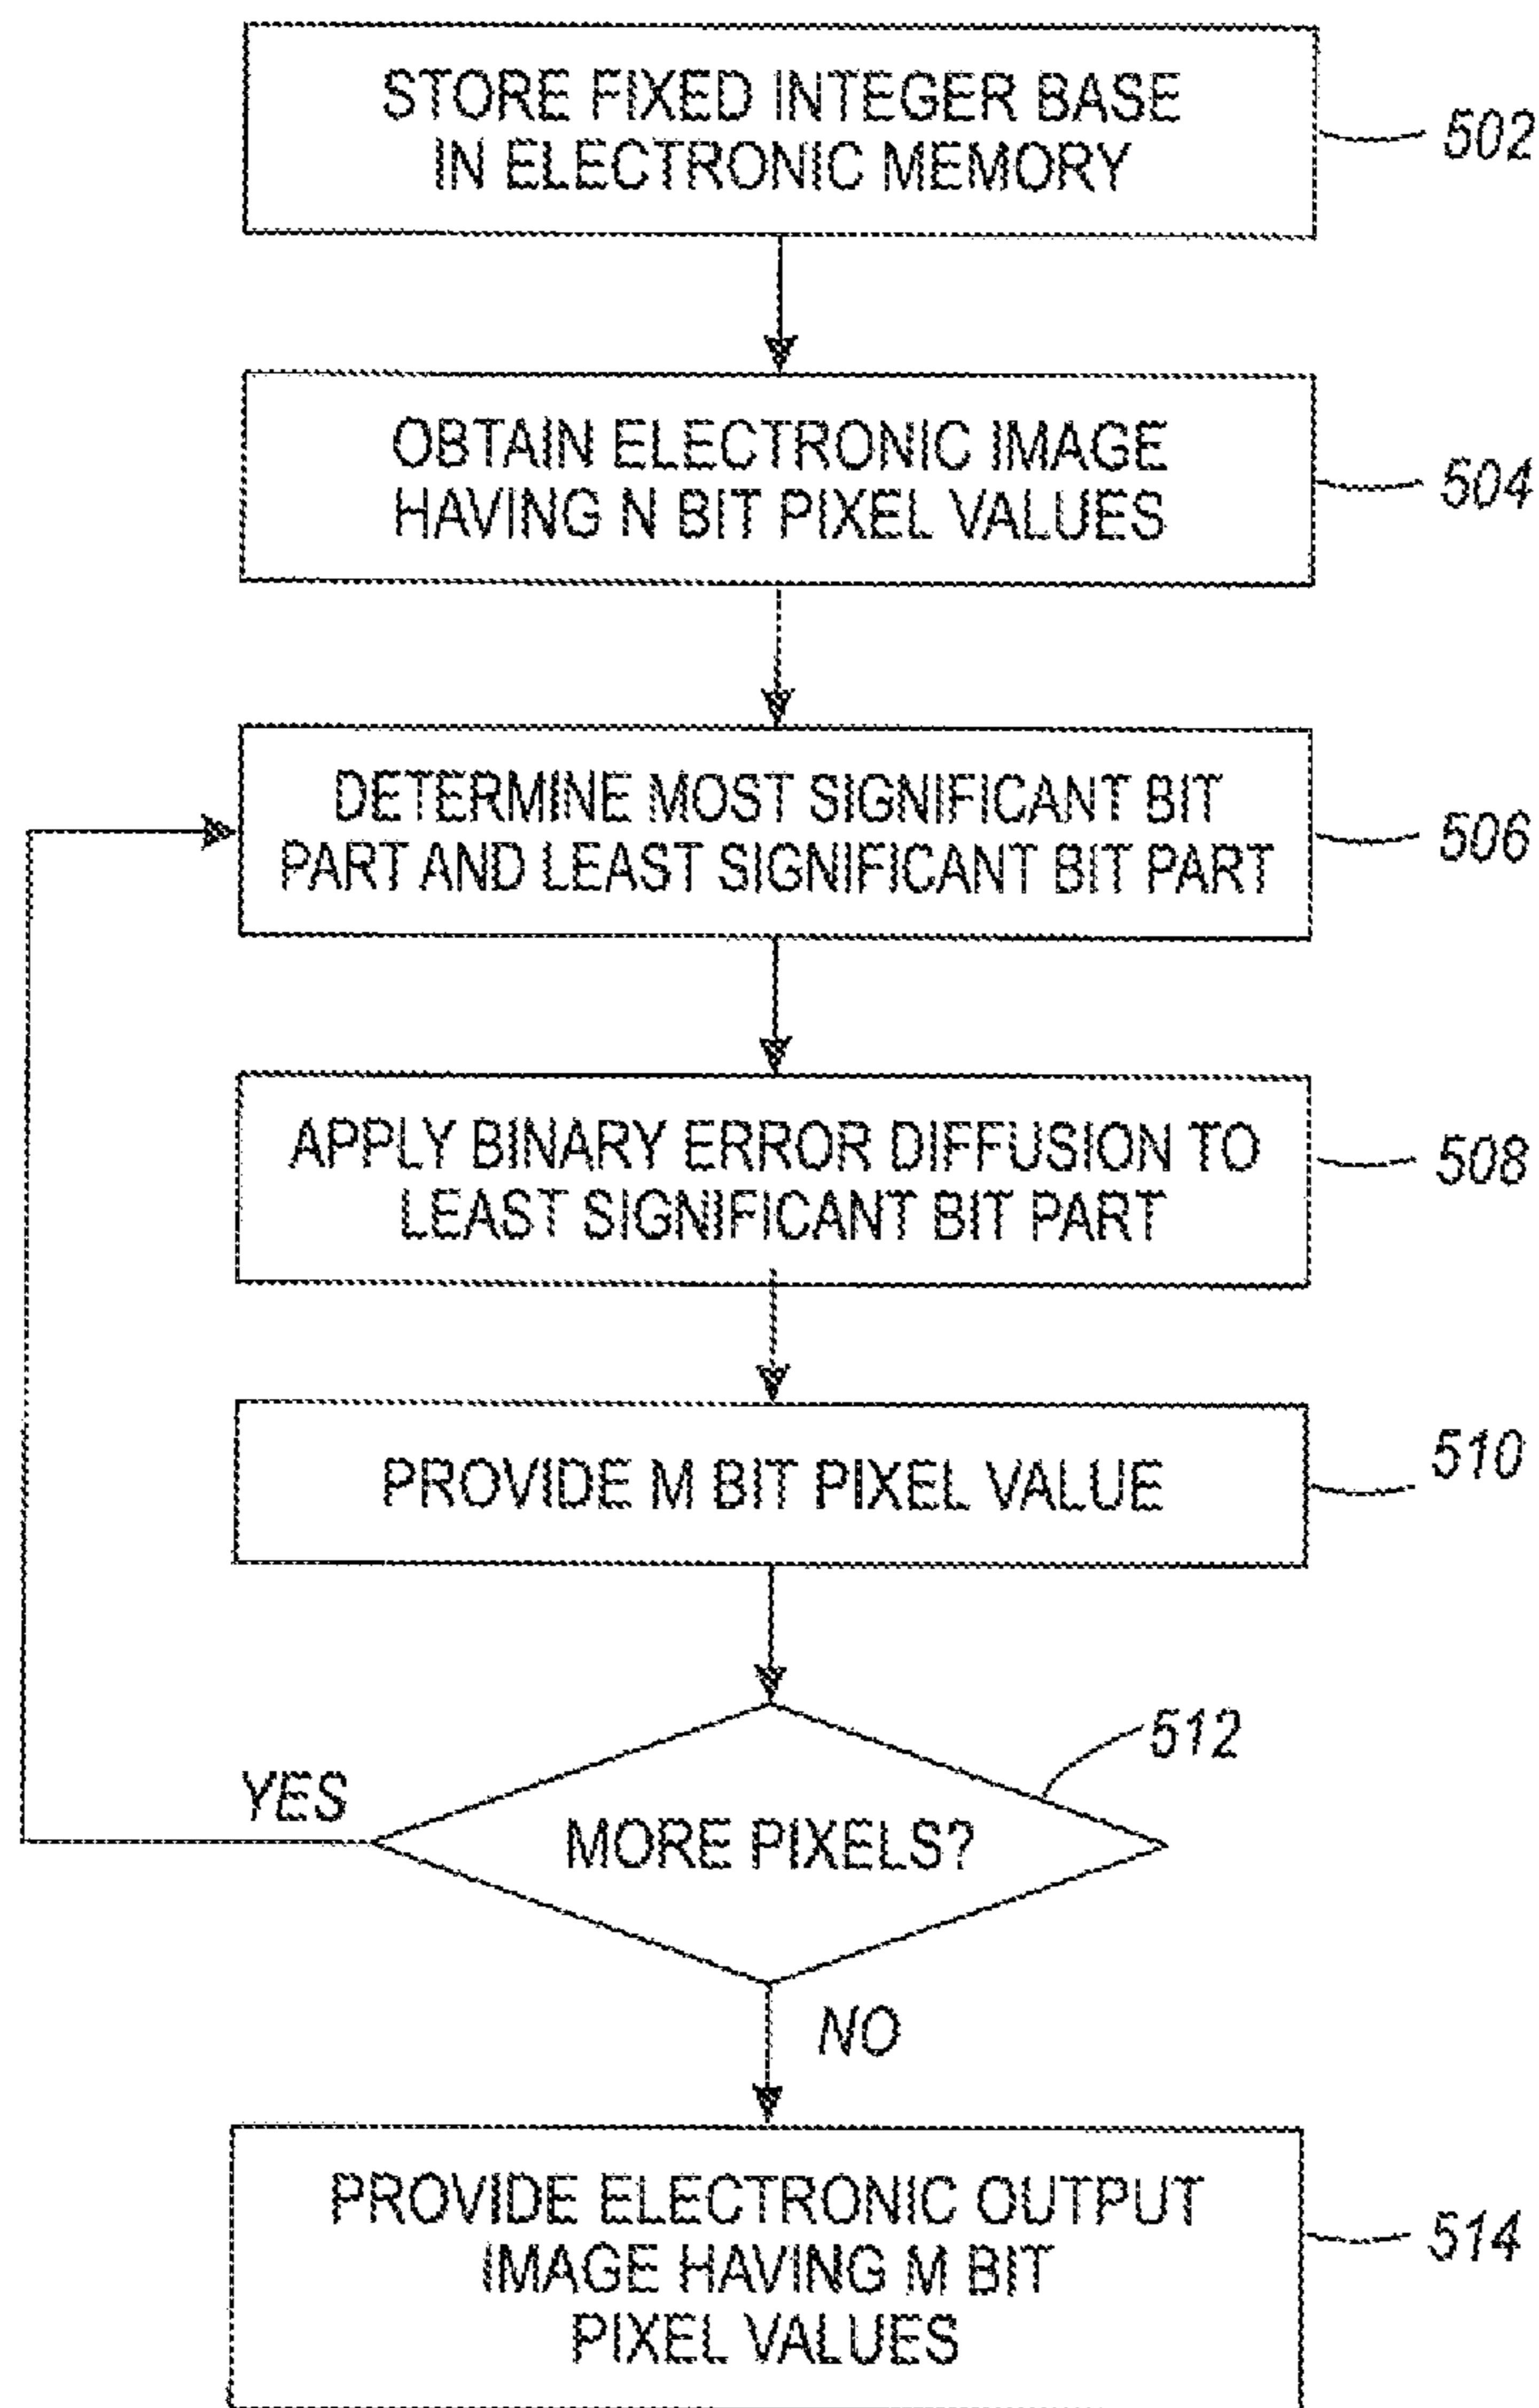 STORE FIXED INTEGER BASE
IN ELECTRONIC MEMORY
502
OBTAIN ELECTRONIC IMAGE
HAVING N BIT PIXEL VALUES
504
DETERMINE MOST SIGNIFICANT BIT
PART AND LEAST SIGNIFICANT BIT PART
506
APPLY BINARY ERROR DIFFUSION TO
LEAST SIGNIFICANT BIT PART
508
PROVIDE M BIT PIXEL VALUE
510
512
YES
MORE PIXELS?
NO
PROVIDE ELECTRONIC OUTPUT
IMAGE HAVING M BIT
PIXEL VALUES
514